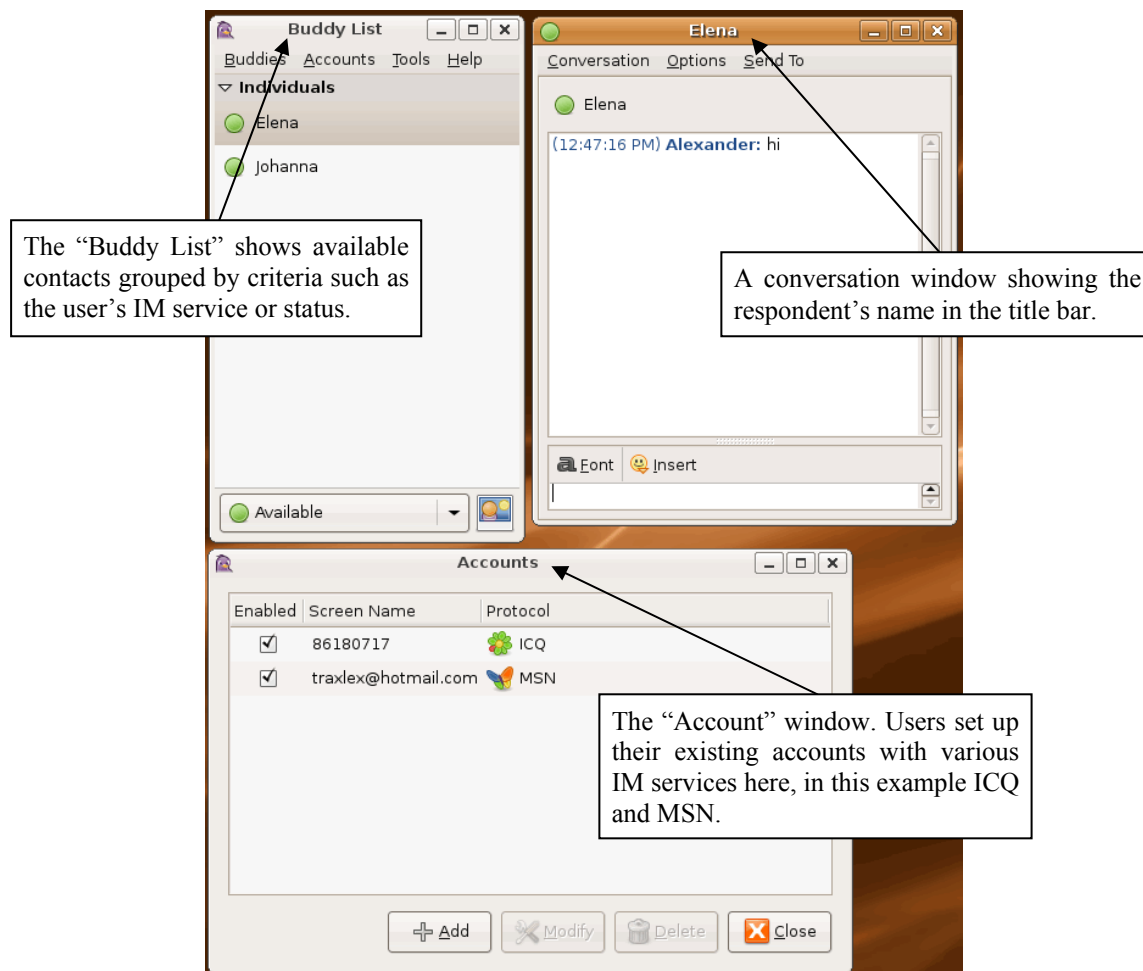 Buddy List
Buddies Accounts Tools Help
Individuals
Elena
Johanna
Available
Elena
Conversation Options Send To
Elena
(12:47:16 PM) Alexander: hi
Font Insert
The “Buddy List” shows available
contacts grouped by criteria such as
the user’s IM service or status.
A conversation window showing the
respondent’s name in the title bar.
Accounts
Enabled Screen Name Protocol
86180717 ICQ
traxlex@hotmail.com MSN
The “Account” window. Users set up
their existing accounts with various
IM services here, in this example ICQ
and MSN.
Add Modify Delete Close